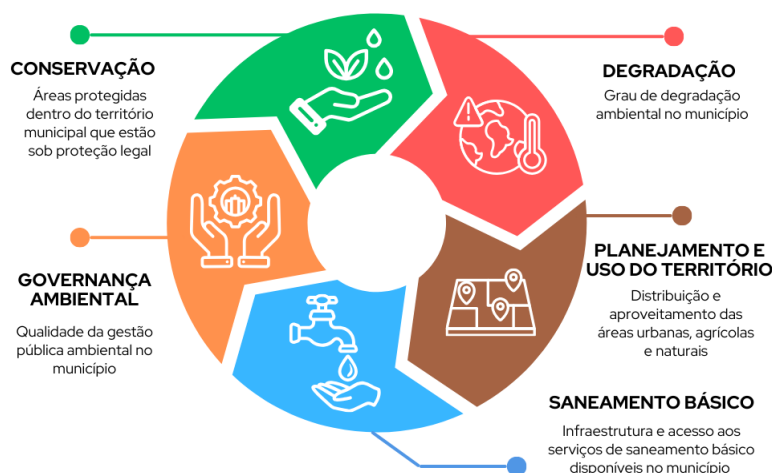 CONSERVAÇÃO
Áreas protegidas
dentro do território
municipal que estão
sob proteção legal
DEGRADAÇÃO
Grau de degradação
ambiental no município
GOVERNANÇA
AMBIENTAL
Qualidade da gestão
pública ambiental no
município
PLANEJAMENTO E
USO DO TERRITÓRIO
Distribuição e
aproveitamento das
áreas urbanas, agrícolas
e naturais
SANEAMENTO BÁSICO
Infraestrutura e acesso aos
serviços de saneamento básico
disponíveis no município